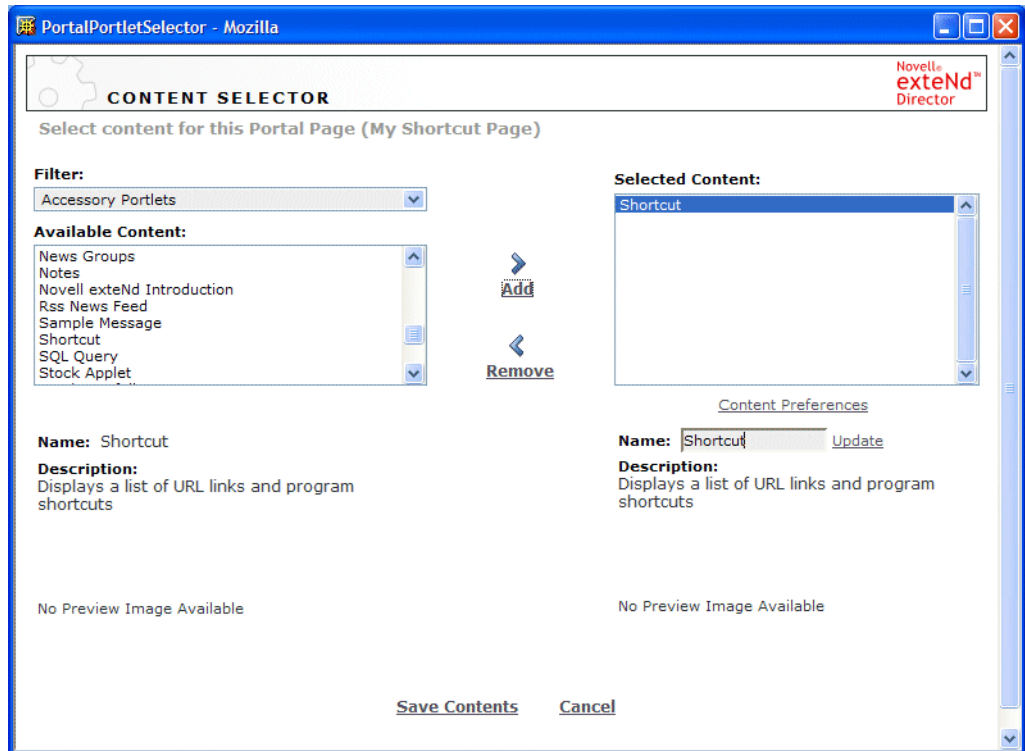 PortalPortletSelector - Mozilla
CONTENT SELECTOR
Novell®
exteNd™
Director
Select content for this Portal Page (My Shortcut Page)
Filter:
Accessory Portlets
Available Content:
News Groups
Notes
Novell exteNd Introduction
Rss News Feed
Sample Message
Shortcut
SQL Query
Stock Applet
Add
Remove
Selected Content:
Shortcut
Content Preferences
Name: Shortcut
Description:
Displays a list of URL links and program
shortcuts
No Preview Image Available
Name: Shortcut Update
Description:
Displays a list of URL links and program
shortcuts
No Preview Image Available
Save Contents Cancel